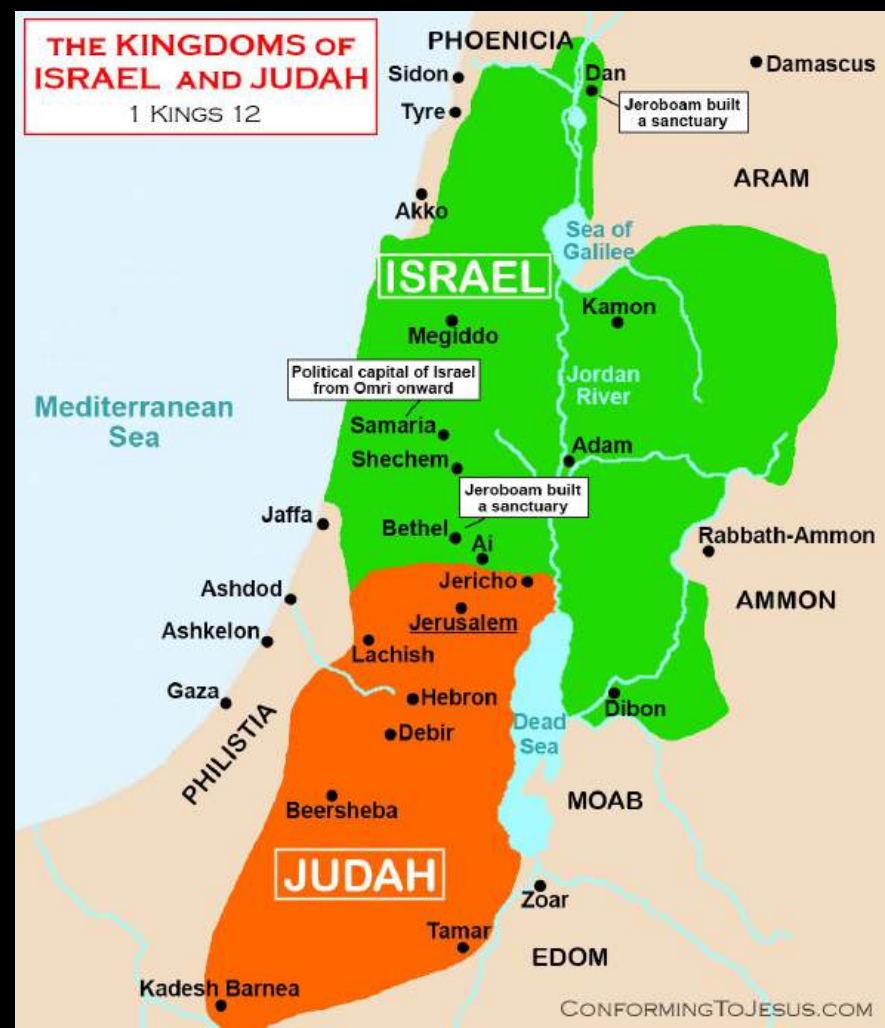 THE KINGDOMS OF
ISRAEL AND JUDAH
1 KINGS 12
PHOENICIA
Sidon
Dan
Damascus
Tyre
Jeroboam built
a sanctuary
ARAM
Akko
Sea of
Galilee
ISRAEL
Kamon
Megiddo
Political capital of Israel
from Omri onward
Jordan
River
Mediterranean
Sea
Samaria
Adam
Shechem
Jeroboam built
a sanctuary
Jaffa
Bethel
Ai
Rabbath-Ammon
Jericho
Ashdod
AMMON
Jerusalem
Ashkelon
Lachish
Gaza
Hebron
Dibon
Dead
Sea
Debir
PHILISTIA
Beersheba
MOAB
JUDAH
Zoar
Tamar
EDOM
Kadesh Barnea
CONFORMINGTOJESUS.COM